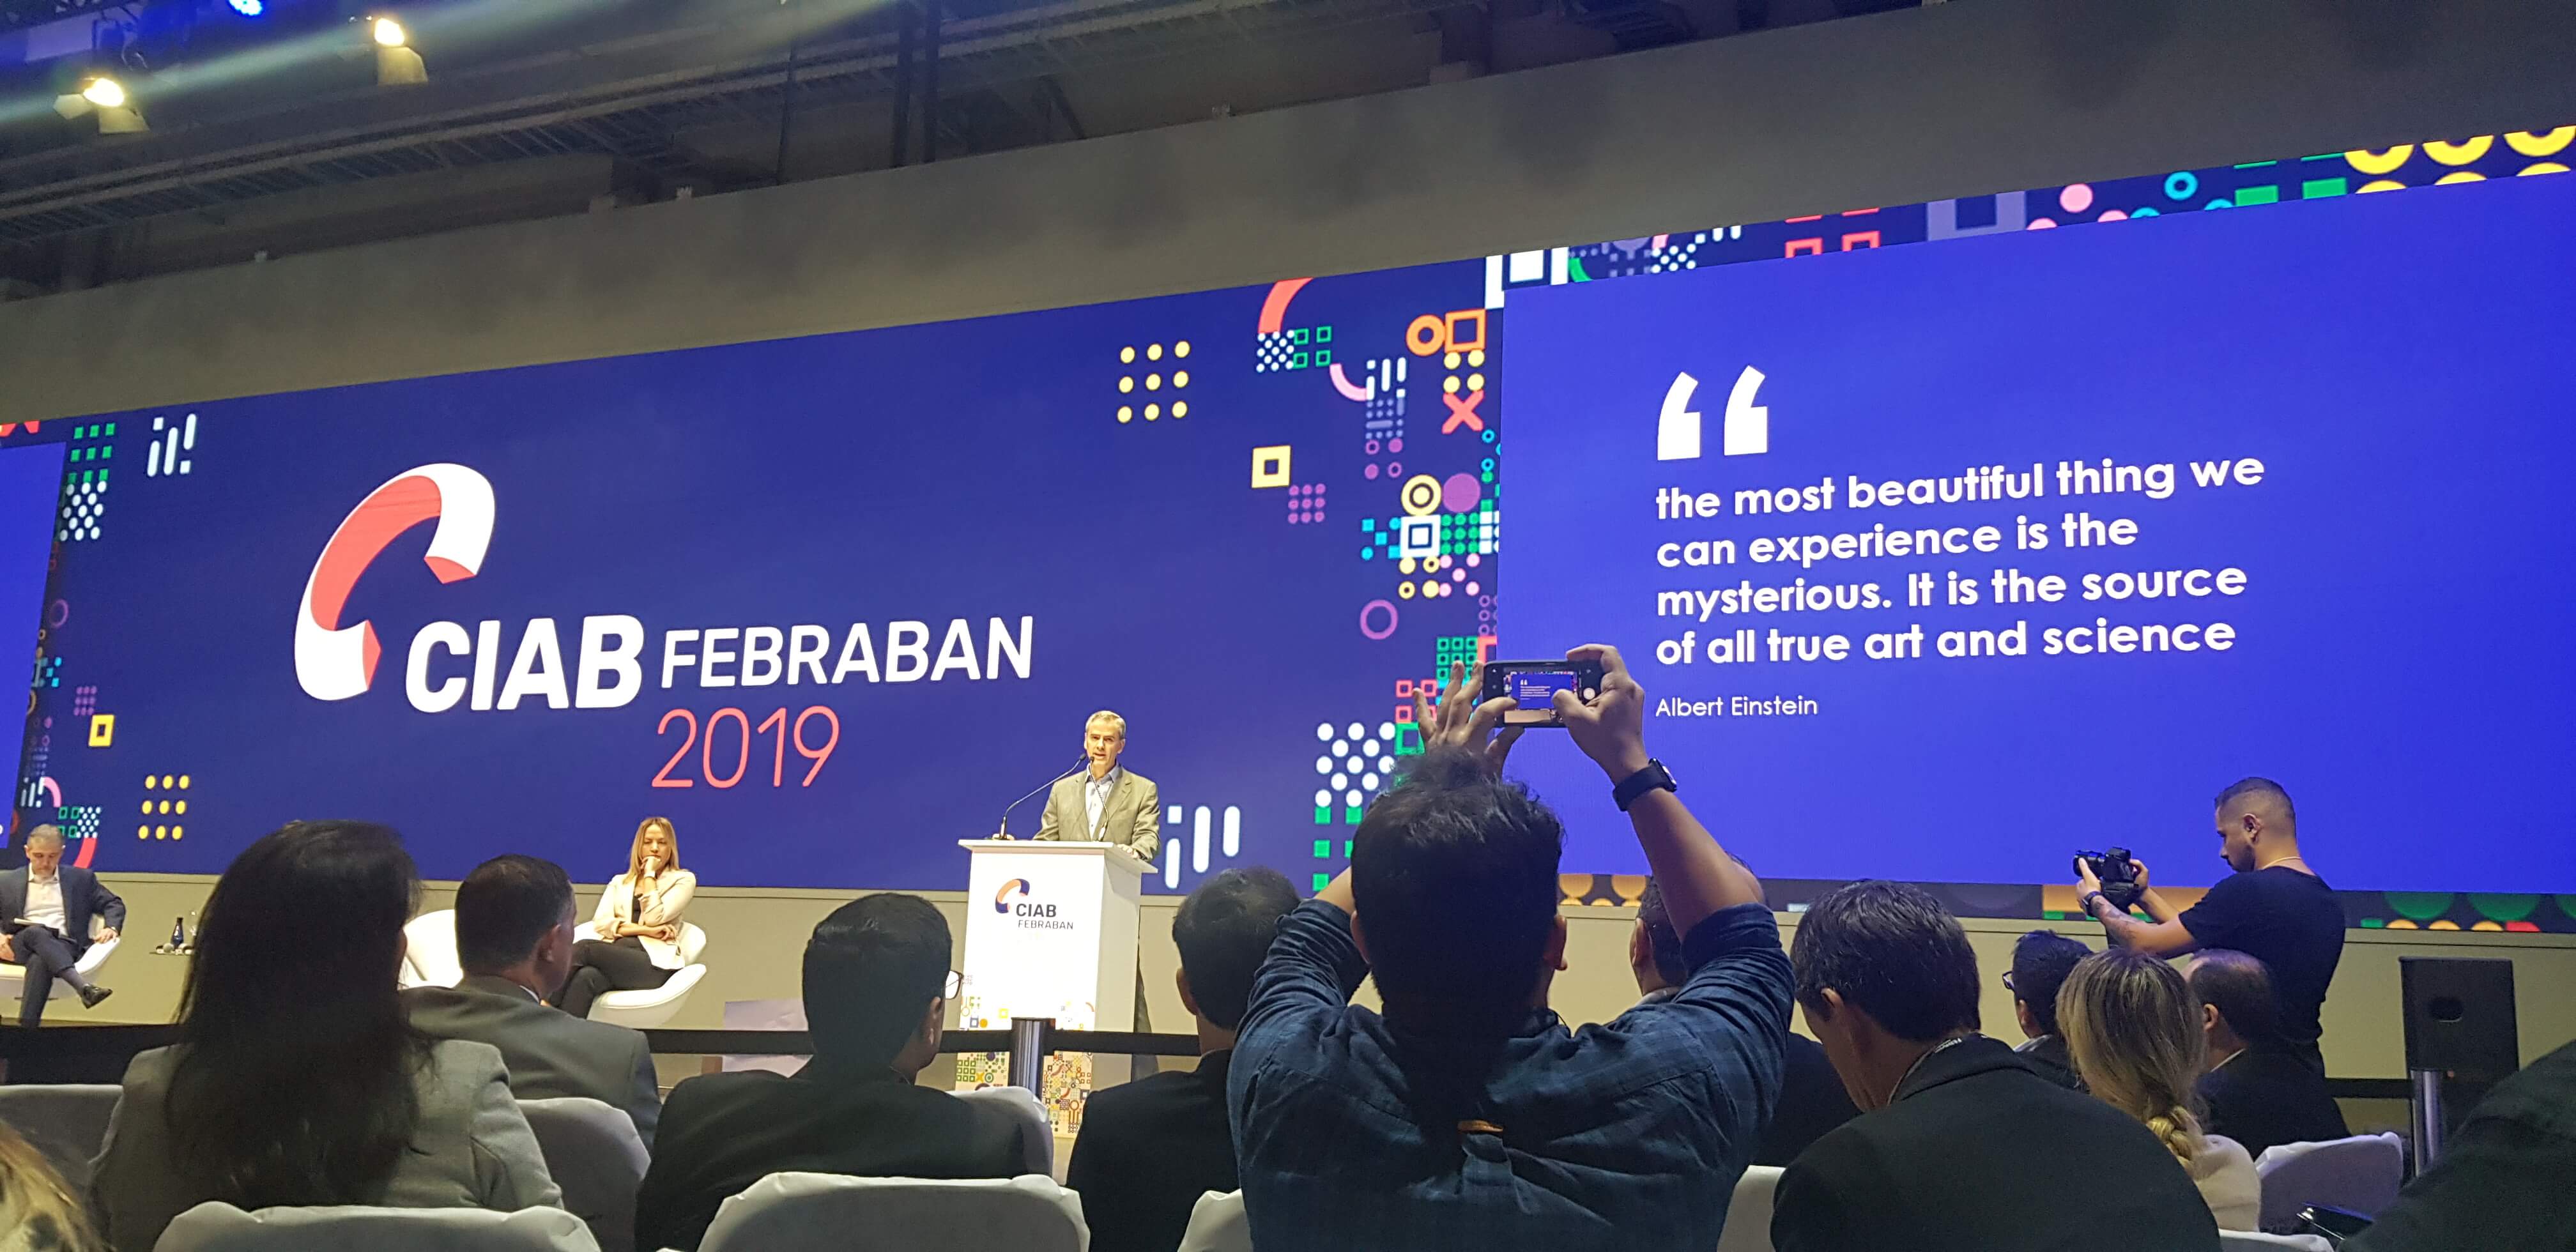 CIAB FEBRABAN
2019
“
the most beautiful thing we
can experience is the
mysterious. It is the source
of all true art and science
Albert Einstein
CIAB
FEBRABAN